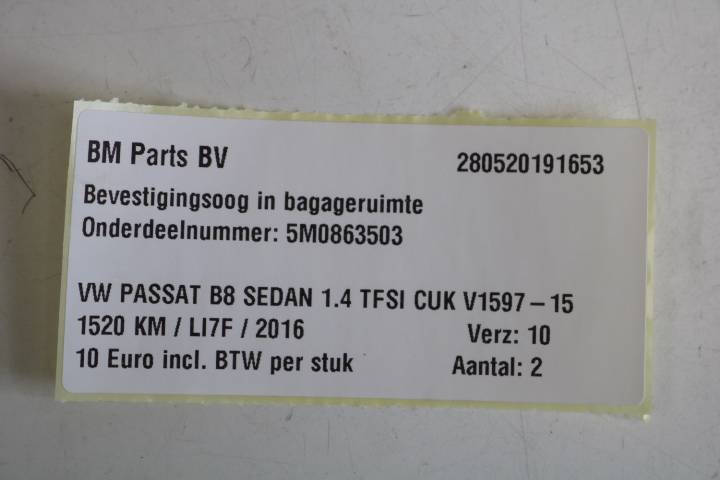 BM Parts BV 280520191653
Bevestigingsoog in bagageruimte
Onderdeelnummer: 5M0863503
VW PASSAT B8 SEDAN 1.4 TFSI CUK V1597-15
1520 KM / LI7F / 2016 Verz: 10
10 Euro incl. BTW per stuk Aantal: 2